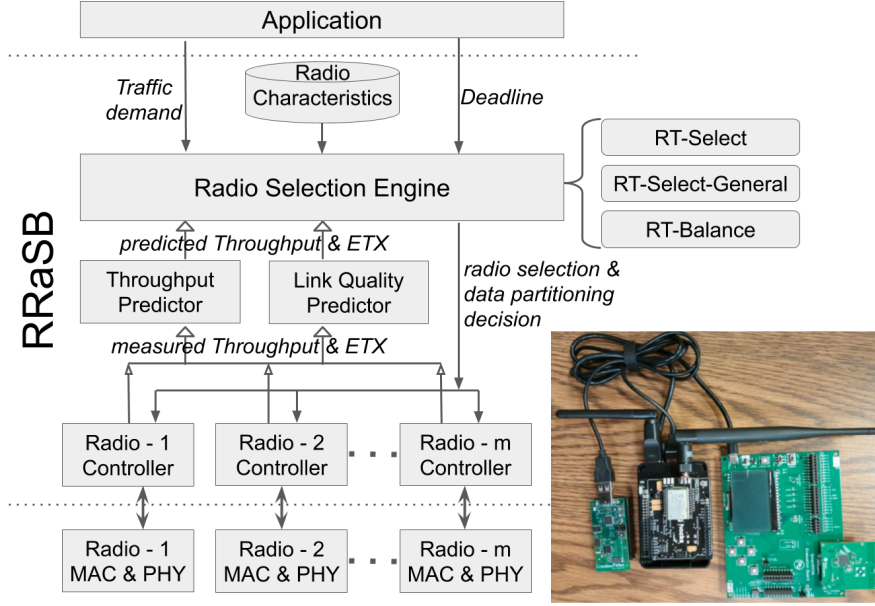 Application
Traffic
demand
Radio
Characteristics
Deadline
RRaSB
Radio Selection Engine
RT-Select
RT-Select-General
RT-Balance
predicted Throughput & ETX
Throughput
Predictor
Link Quality
Predictor
radio selection &
data partitioning
decision
measured Throughput & ETX
Radio - 1
Controller
Radio - 2
Controller
Radio - m
Controller
Radio - 1
MAC & PHY
Radio - 2
MAC & PHY
Radio - m
MAC & PHY